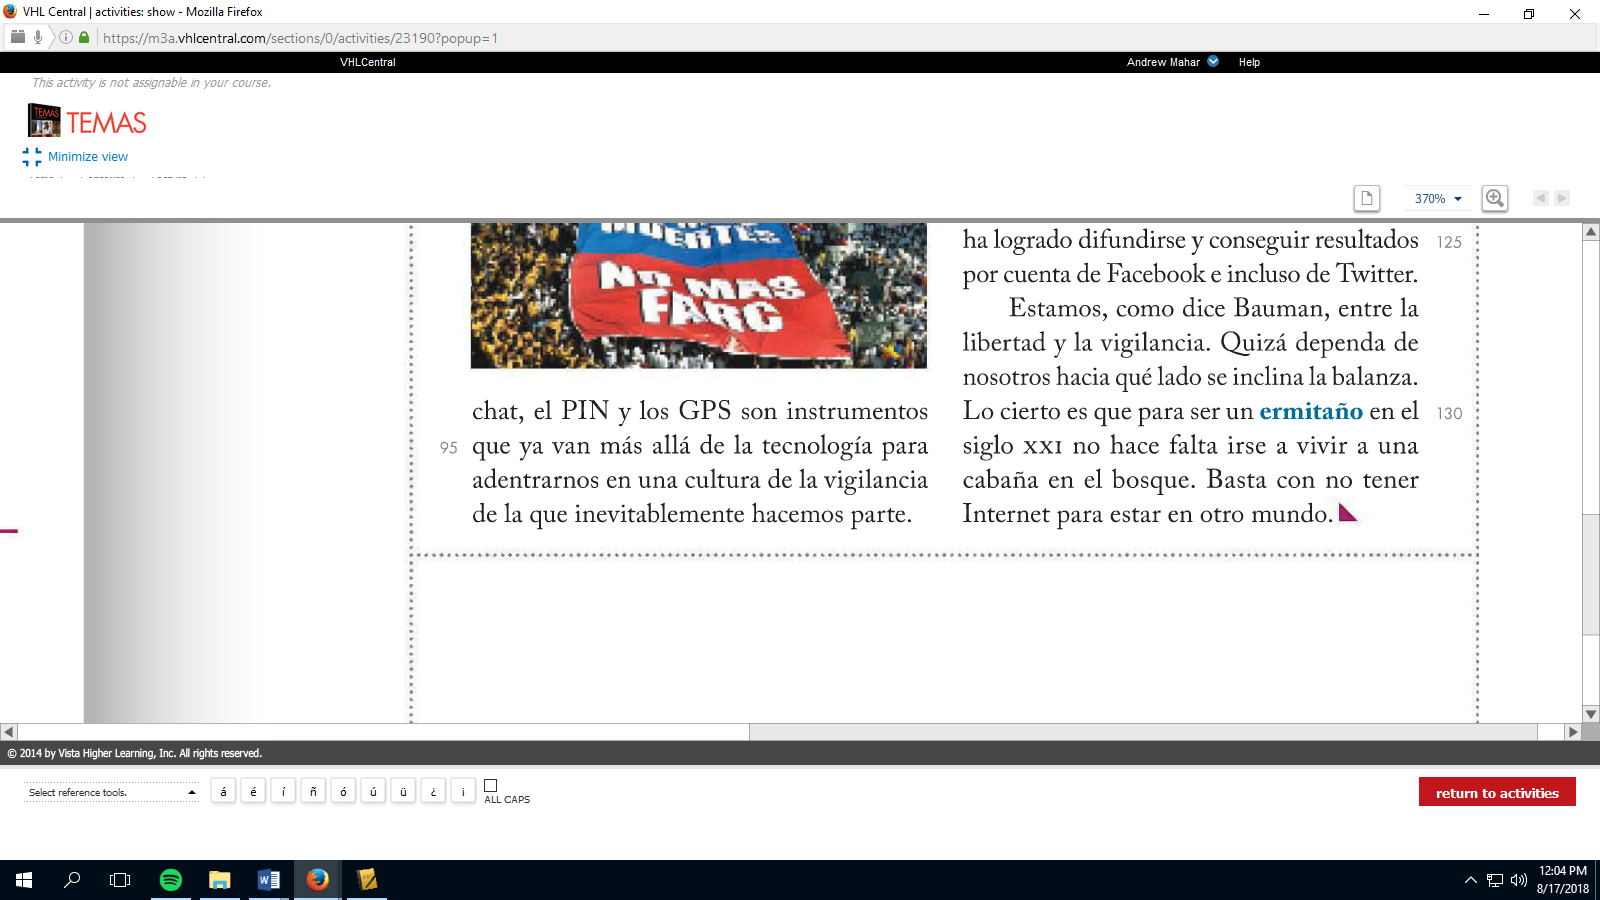 VHL Central | activities: show - Mozilla Firefox
https://m3a.vhlcentral.com/sections/0/activities/23190?popup=1
VHLCentral
Andrew Mahar
Help
This activity is not assignable in your course.
TEMAS
TEMAS
Minimize view
370%
MUERTES
NO MAS
FARC
chat, el PIN y los GPS son instrumentos
95 que ya van más allá de la tecnología para
adentrarnos en una cultura de la vigilancia
de la que inevitablemente hacemos parte.
ha logrado difundirse y conseguir resultados 125
por cuenta de Facebook e incluso de Twitter.
Estamos, como dice Bauman, entre la
libertad y la vigilancia. Quizá dependa de
nosotros hacia qué lado se inclina la balanza.
Lo cierto es que para ser un ermitaño en el 130
siglo XXI no hace falta irse a vivir a una
cabaña en el bosque. Basta con no tener
Internet para estar en otro mundo.
© 2014 by Vista Higher Learning, Inc. All rights reserved.
Select reference tools.
á é í ñ ó ú ü ¿ ¡
ALL CAPS
return to activities
12:04 PM
8/17/2018